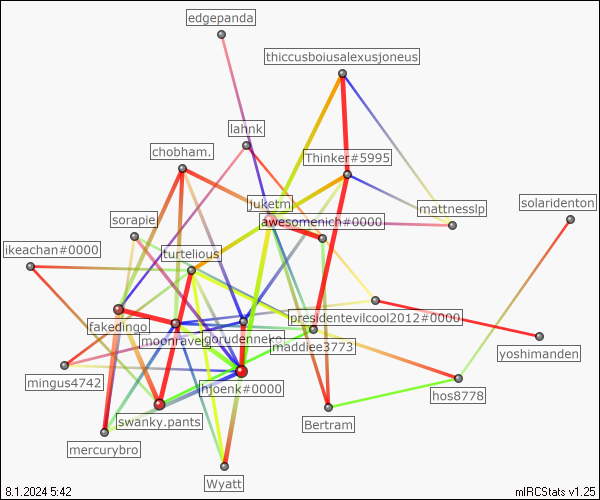 edgepanda
thiccusboiusalexusjoneus
lahnk
chobham.
Thinker#5995
juketm
solaridenton
mattnesslp
sorapie
awesomenich#0000
ikeachan#0000
turtelious
presidentevilcool2012#0000
fakedingo
moonravelg
gorudenneko
maddiee3773
yoshimanden
mingus4742
hjoenk#0000
hos8778
swanky.pants
Bertram
mercurybro
Wyatt
8.1.2024 5:42
mIRCStats v1.25